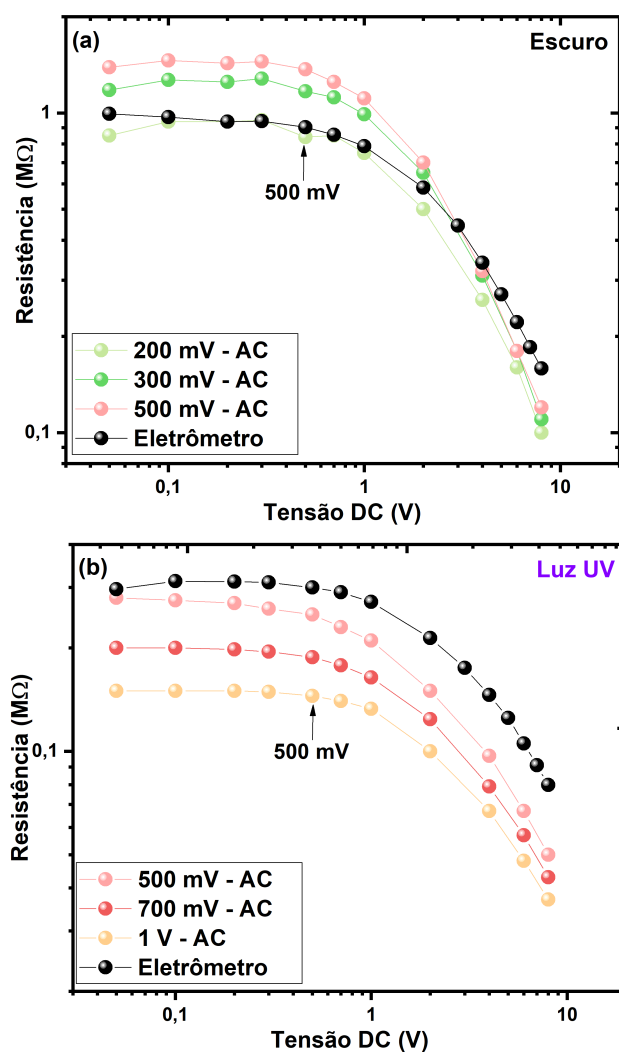 (a)
Escuro
1
0,1
Resistência (MΩ)
500 mV
200 mV - AC
300 mV - AC
500 mV - AC
Eletrômetro
0,1
1
10
Tensão DC (V)
(b)
Luz UV
0,1
Resistência (MΩ)
500 mV
500 mV - AC
700 mV - AC
1 V - AC
Eletrômetro
0,1
1
10
Tensão DC (V)